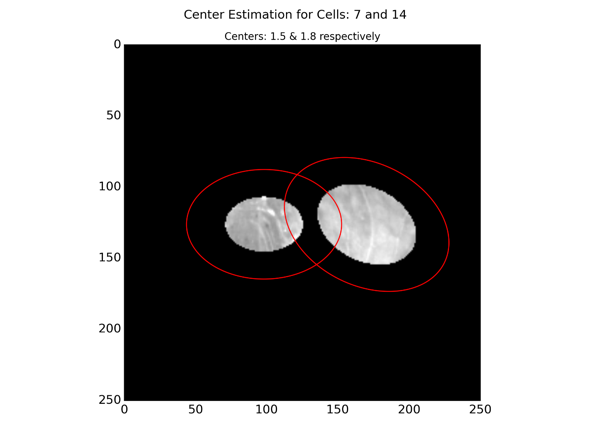 Center Estimation for Cells: 7 and 14
Centers: 1.5 & 1.8 respectively
0
50
100
150
200
250
0 50 100 150 200 250